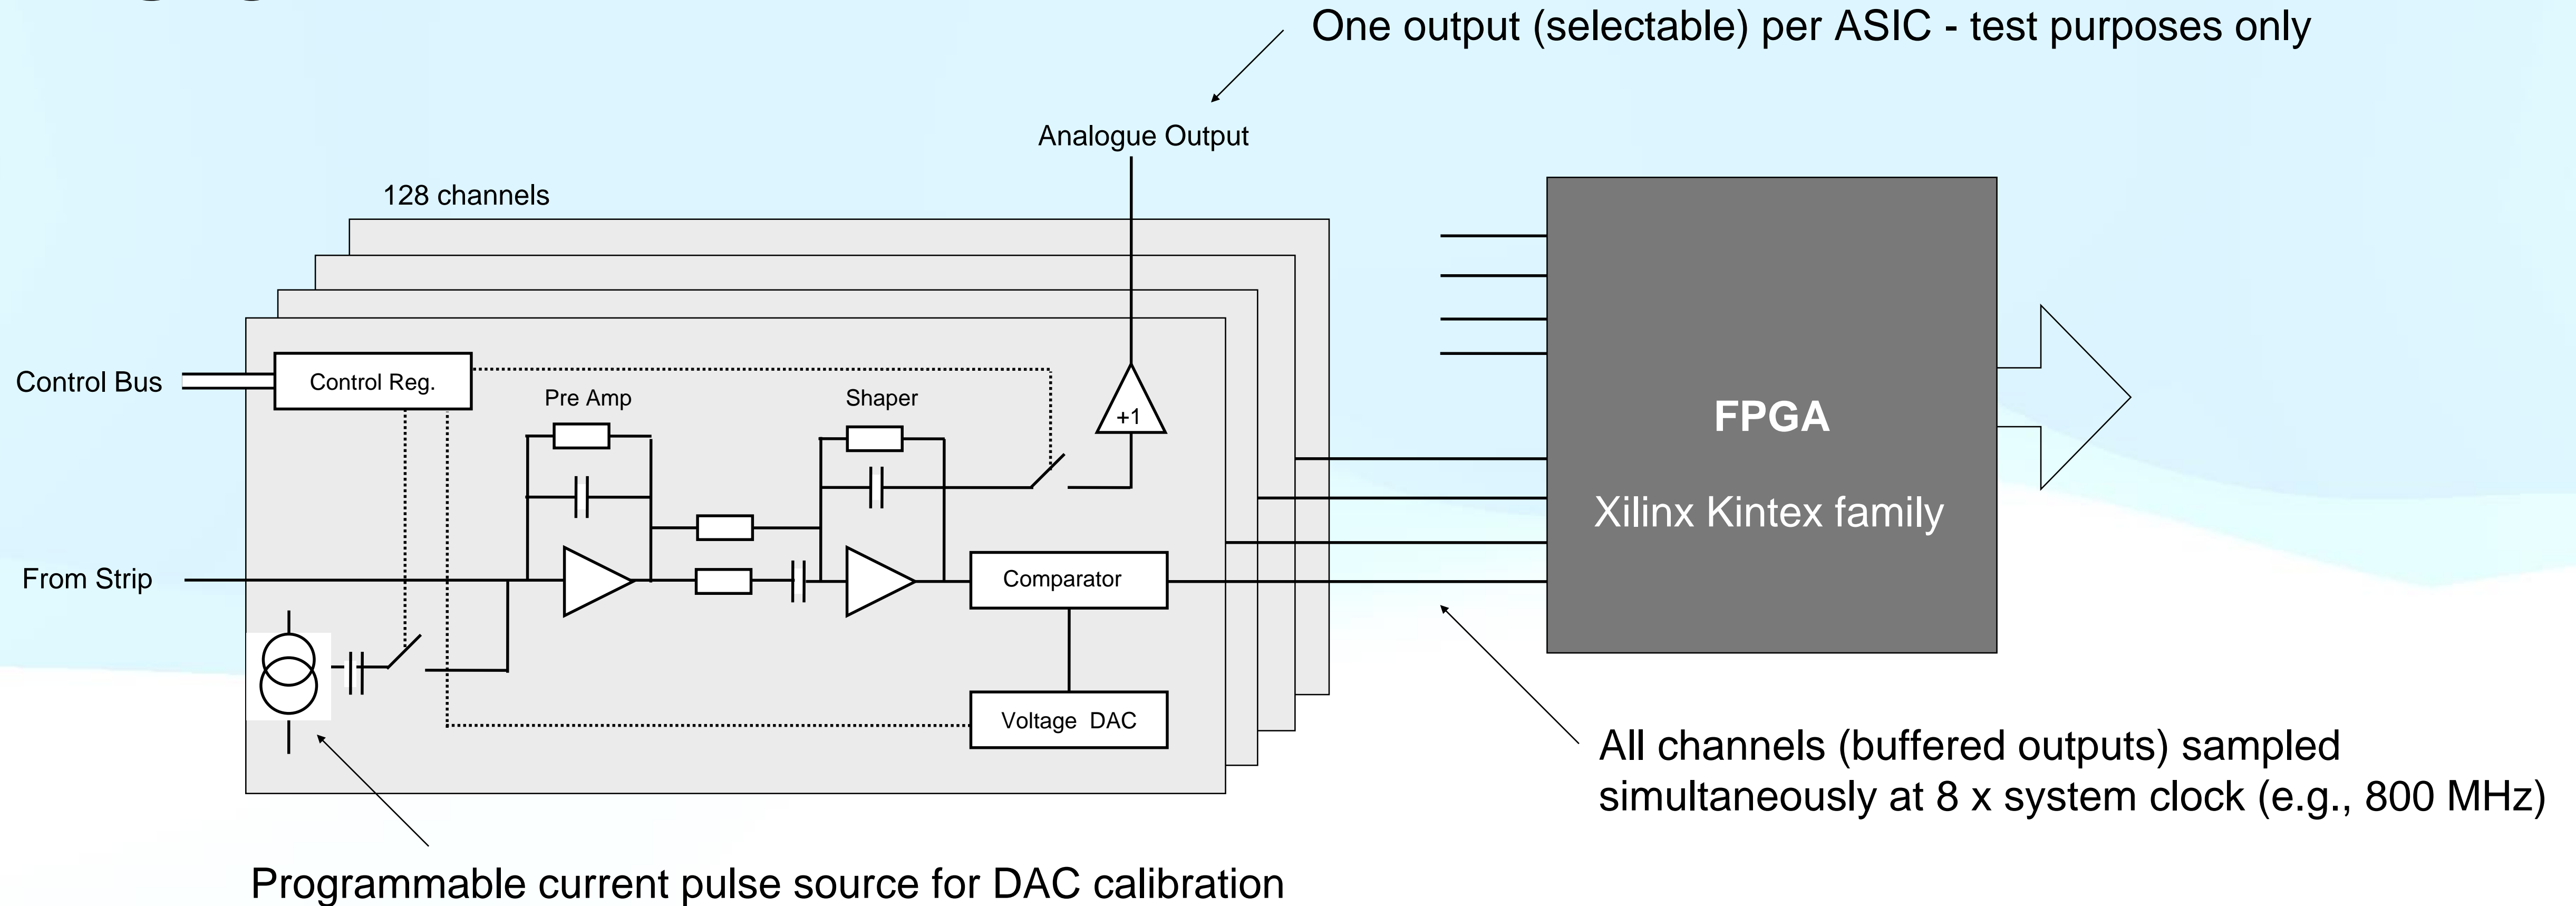 One output (selectable) per ASIC - test purposes only
Analogue Output
128 channels
Control Bus
Control Reg.
Pre Amp
Shaper
+1
FPGA
Xilinx Kintex family
From Strip
Comparator
Voltage DAC
All channels (buffered outputs) sampled
simultaneously at 8 x system clock (e.g., 800 MHz)
Programmable current pulse source for DAC calibration